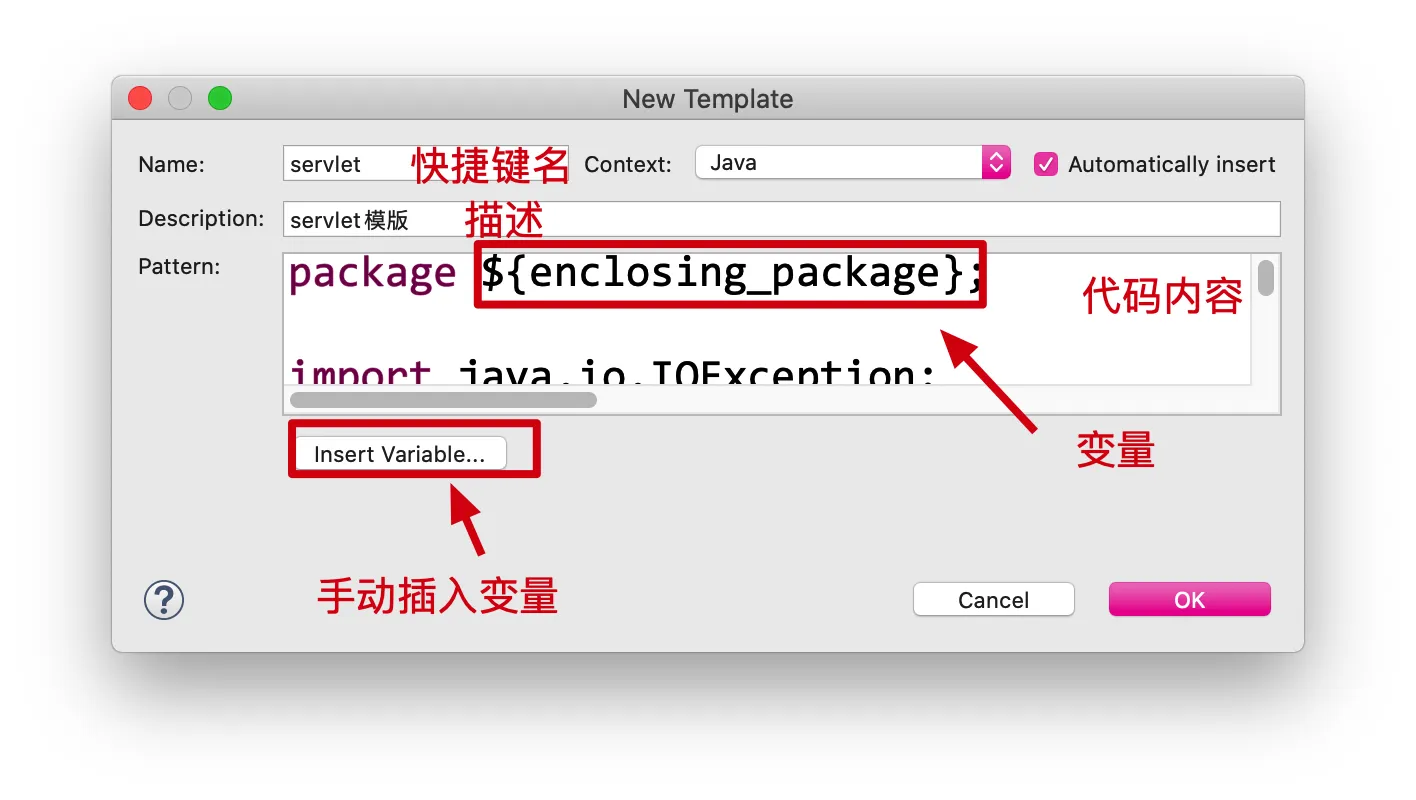 New Template
Name: servlet 快捷键名 Context: Java Automatically insert
Description: servlet模版 描述
Pattern: package ${enclosing_package}; 代码内容
import java.io.IOException;
Insert Variable... 变量
手动插入变量
? Cancel OK